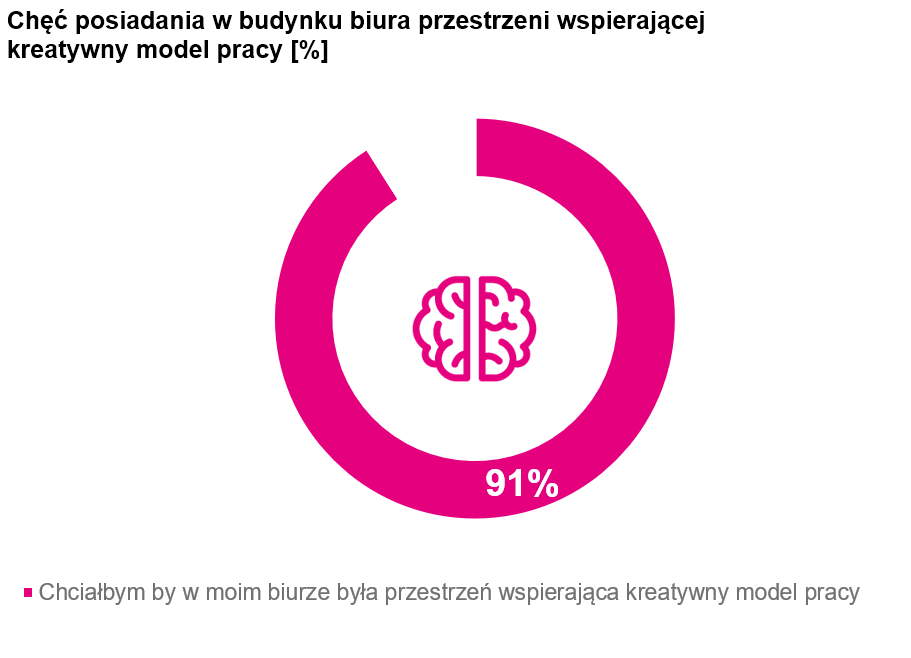 Chęć posiadania w budynku biura przestrzeni wspierającej
kreatywny model pracy [%]
91%
Chciałbym by w moim biurze była przestrzeń wspierająca kreatywny model pracy